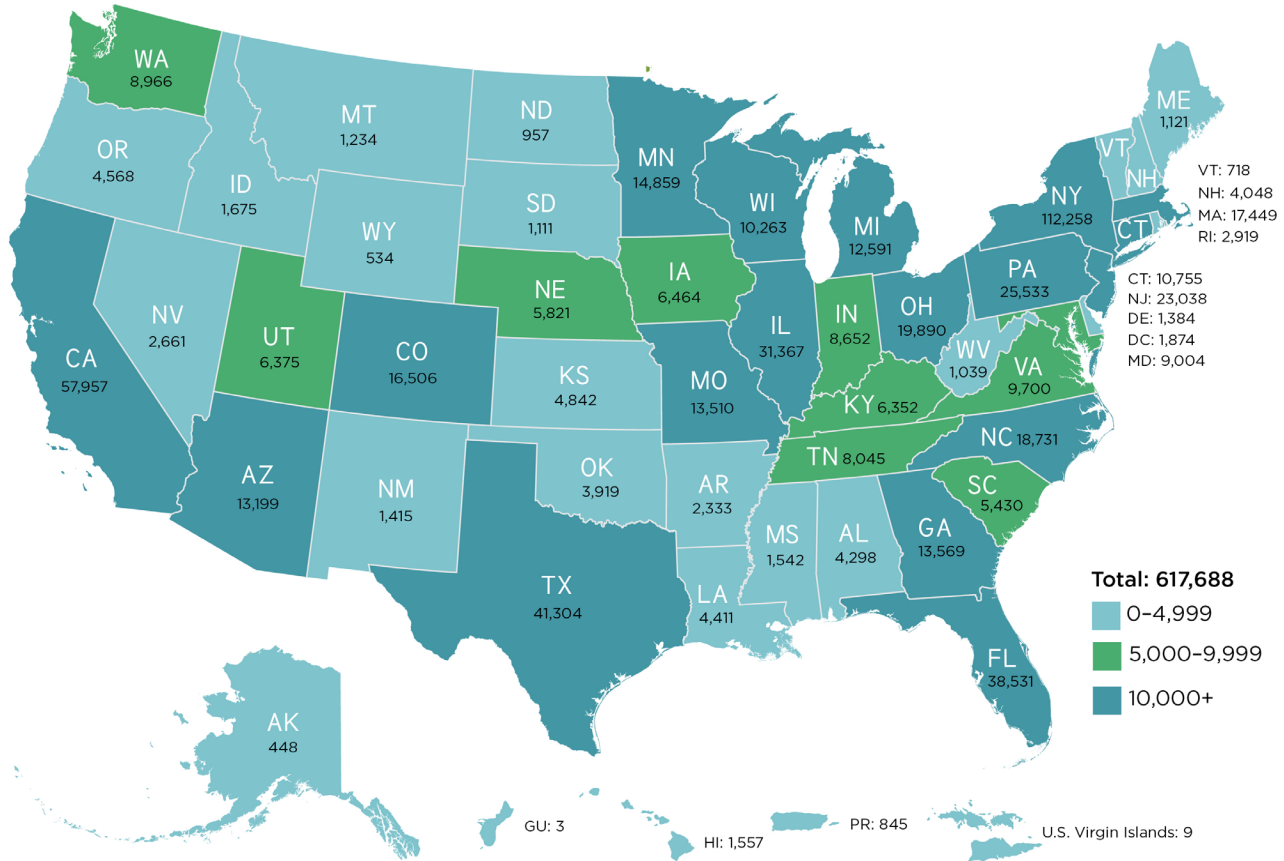 WA
8,966
MT
1,234
ND
957
OR
4,568
ID
1,675
MN
14,859
ME
1,121
VT
NH
VT: 718
NH: 4,048
MA: 17,449
RI: 2,919
SD
1,111
WI
10,263
MI
12,591
NY
112,258
CT
WY
534
NE
5,821
IA
6,464
PA
25,533
CT: 10,755
NJ: 23,038
DE: 1,384
DC: 1,874
MD: 9,004
NV
2,661
UT
6,375
CO
16,506
IL
31,367
IN
8,652
OH
19,890
WV
1,039
VA
9,700
CA
57,957
KS
4,842
MO
13,510
KY 6,352
NC 18,731
TN 8,045
AZ
13,199
NM
1,415
OK
3,919
AR
2,333
SC
5,430
MS
1,542
AL
4,298
GA
13,569
TX
41,304
LA
4,411
FL
38,531
Total: 617,688
0–4,999
5,000–9,999
10,000+
AK
448
GU: 3
HI: 1,557
PR: 845
U.S. Virgin Islands: 9